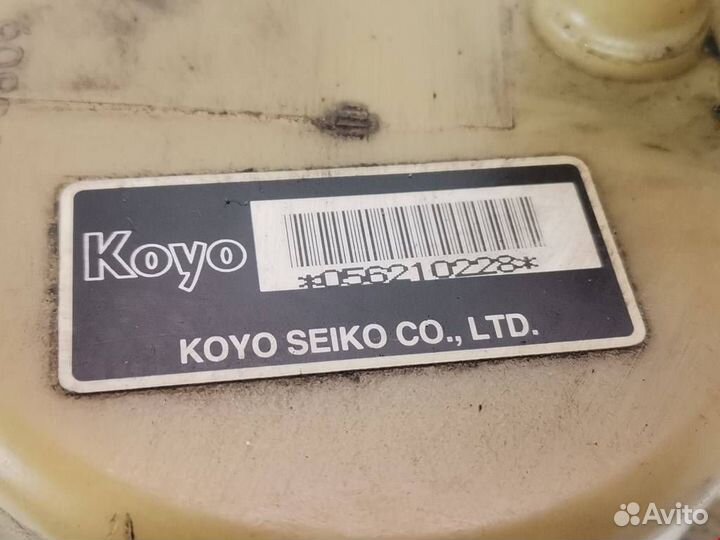 Koyo
*056210228*
KOYO SEIKO CO., LTD.
Avito